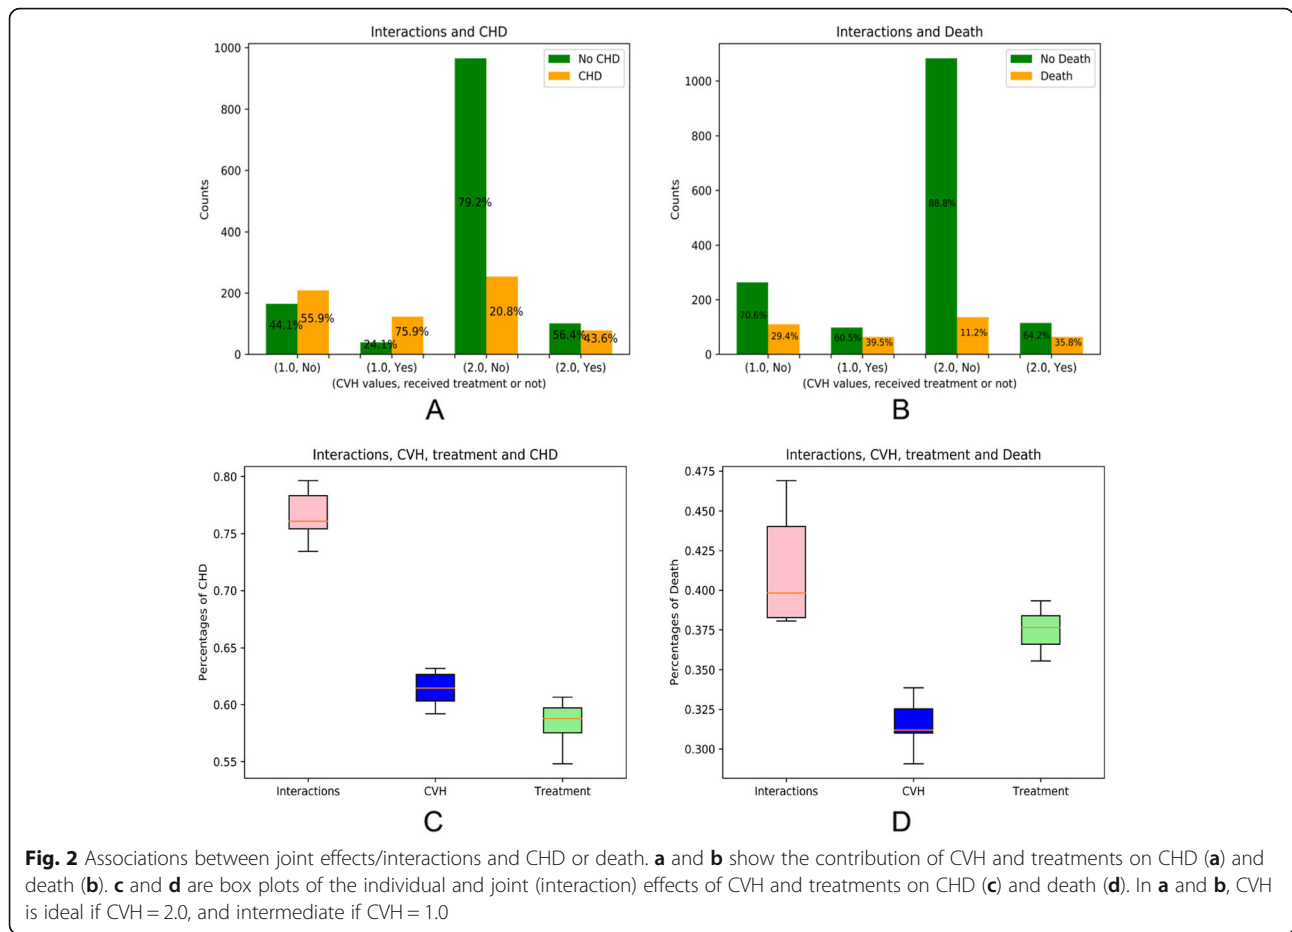 Interactions and CHD
1000
800
600
400
200
0
Counts
No CHD
CHD
44.1%
55.9%
24.1%
75.9%
79.2%
20.8%
56.4%
43.6%
(1.0, No)
(1.0, Yes)
(2.0, No)
(2.0, Yes)
(CVH values, received treatment or not)
A
Interactions and Death
1000
800
600
400
200
0
Counts
No Death
Death
70.6%
29.4%
60.5%
39.5%
88.8%
11.2%
64.2%
35.8%
(1.0, No)
(1.0, Yes)
(2.0, No)
(2.0, Yes)
(CVH values, received treatment or not)
B
Interactions, CVH, treatment and CHD
0.80
0.75
0.70
0.65
0.60
0.55
Percentages of CHD
Interactions
CVH
Treatment
C
Interactions, CVH, treatment and Death
0.475
0.450
0.425
0.400
0.375
0.350
0.325
0.300
Percentages of Death
Interactions
CVH
Treatment
D
Fig. 2 Associations between joint effects/interactions and CHD or death. a and b show the contribution of CVH and treatments on CHD (a) and
death (b). c and d are box plots of the individual and joint (interaction) effects of CVH and treatments on CHD (c) and death (d). In a and b, CVH
is ideal if CVH = 2.0, and intermediate if CVH = 1.0